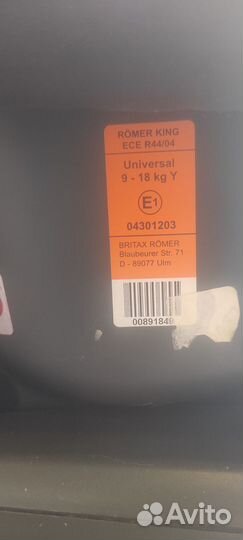 RÖMER KING
ECE R44/04
Universal
9 - 18 kg Y
E1
04301203
BRITAX RÖMER
Blaubeurer Str. 71
D - 89077 Ulm
Avito